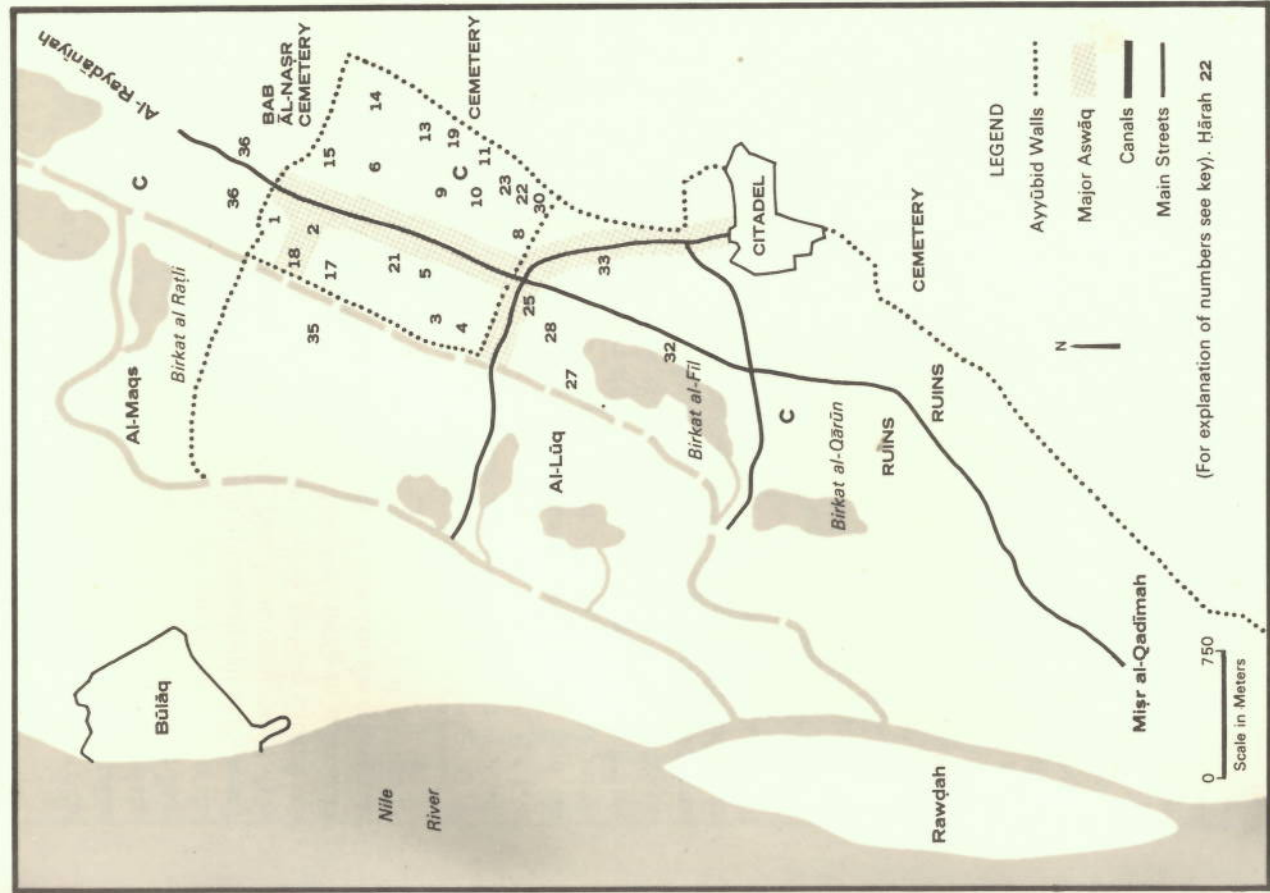 Al-Raydānīyah
C
36
36
BAB
ĀL-NAṢR
CEMETERY
Al-Maqs
Birkat al Raṭli
1
15
14
18
2
17
6
13
CEMETERY
35
21
19
5
9
C
11
3
10
23
4
22
8
30
25
33
28
27
CITADEL
32
Birkat al-Fīl
Al-Lūq
C
CEMETERY
Birkat al-Qārūn
RUINS
RUINS
N
Būlāq
Nile
River
Rawḍah
Miṣr al-Qadīmah
LEGEND
Ayyūbid Walls
Major Aswāq
Canals
Main Streets
(For explanation of numbers see key). Ḥārah 22
0 750
Scale in Meters